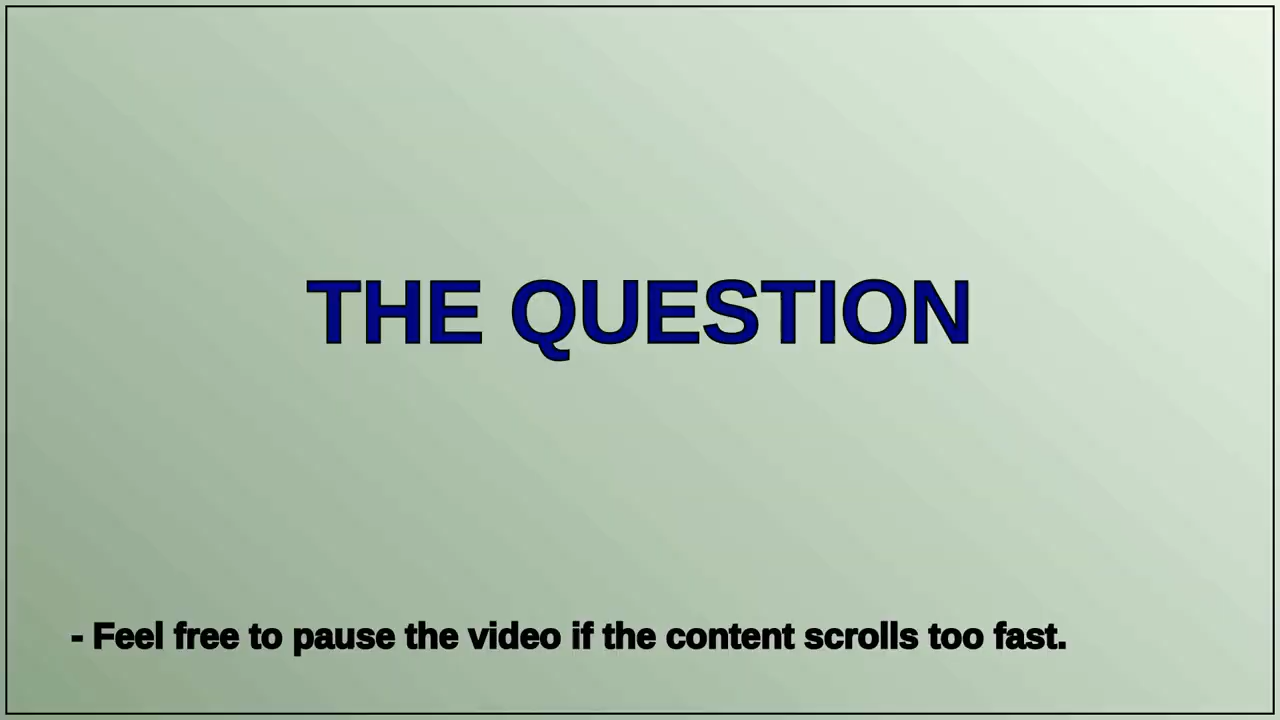 THE QUESTION
- Feel free to pause the video if the content scrolls too fast.